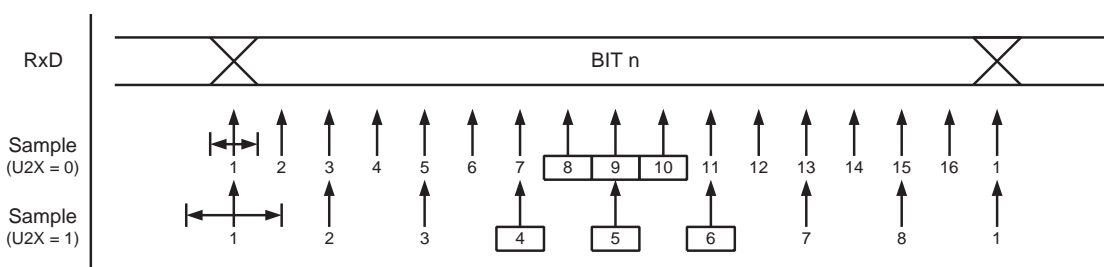 RxD BIT n
Sample
(U2X = 0)
1 2 3 4 5 6 7 8 9 10 11 12 13 14 15 16 1
Sample
(U2X = 1)
1 2 3 4 5 6 7 8 1